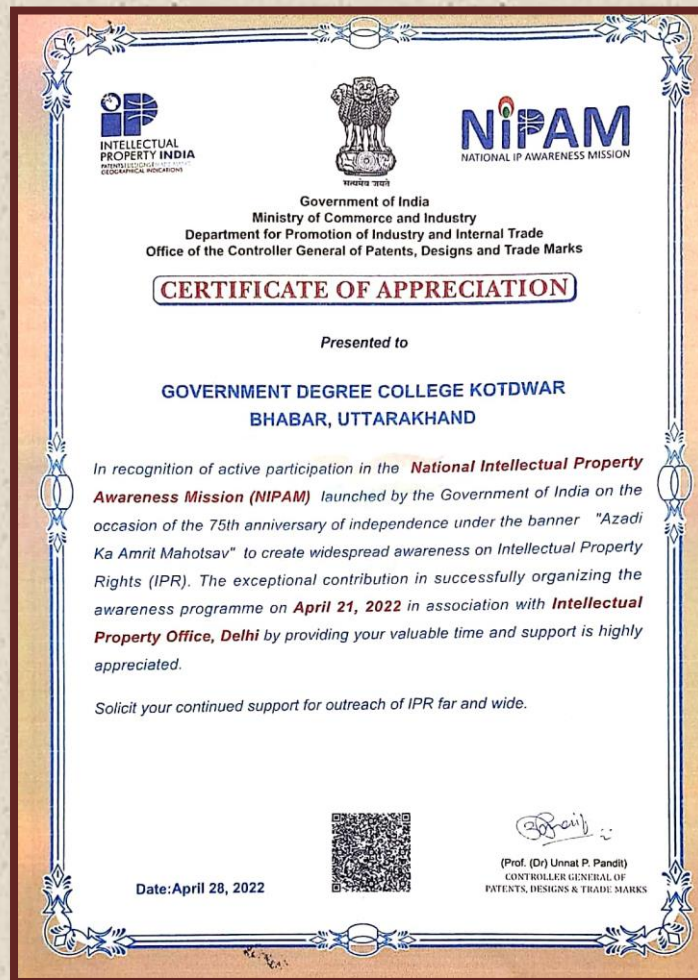 iP
INTELLECTUAL
PROPERTY INDIA
GEOGRAPHICAL INDICATIONS
सत्यमेव जयते
NiPAM
NATIONAL IP AWARENESS MISSION
Government of India
Ministry of Commerce and Industry
Department for Promotion of Industry and Internal Trade
Office of the Controller General of Patents, Designs and Trade Marks
CERTIFICATE OF APPRECIATION
Presented to
GOVERNMENT DEGREE COLLEGE KOTDWAR
BHABAR, UTTARAKHAND
In recognition of active participation in the National Intellectual Property
Awareness Mission (NIPAM) launched by the Government of India on the
occasion of the 75th anniversary of independence under the banner "Azadi
Ka Amrit Mahotsav" to create widespread awareness on Intellectual Property
Rights (IPR). The exceptional contribution in successfully organizing the
awareness programme on April 21, 2022 in association with Intellectual
Property Office, Delhi by providing your valuable time and support is highly
appreciated.
Solicit your continued support for outreach of IPR far and wide.
Date:April 28, 2022
(Prof. (Dr) Unnat P. Pandit)
CONTROLLER GENERAL OF
PATENTS, DESIGNS & TRADE MARKS